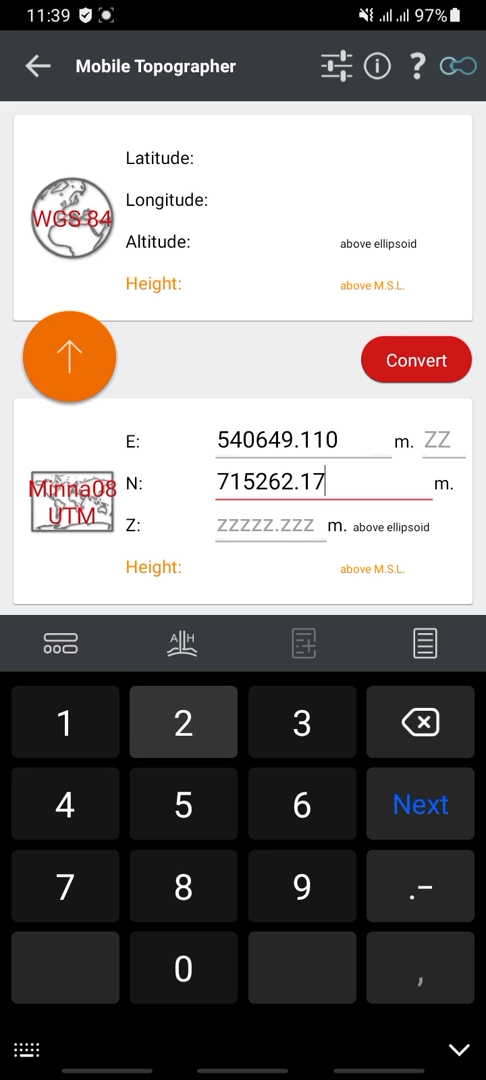 11:39 97%
Mobile Topographer ?
WGS 84
Latitude:
Longitude:
Altitude: above ellipsoid
Height: above M.S.L.
Convert
E: 540649.110 m. ZZ
Minna08 UTM
N: 715262.17 m.
Z: zzzzz.zzz m. above ellipsoid
Height: above M.S.L.
A H
1 2 3
4 5 6 Next
7 8 9 .-
0 ,